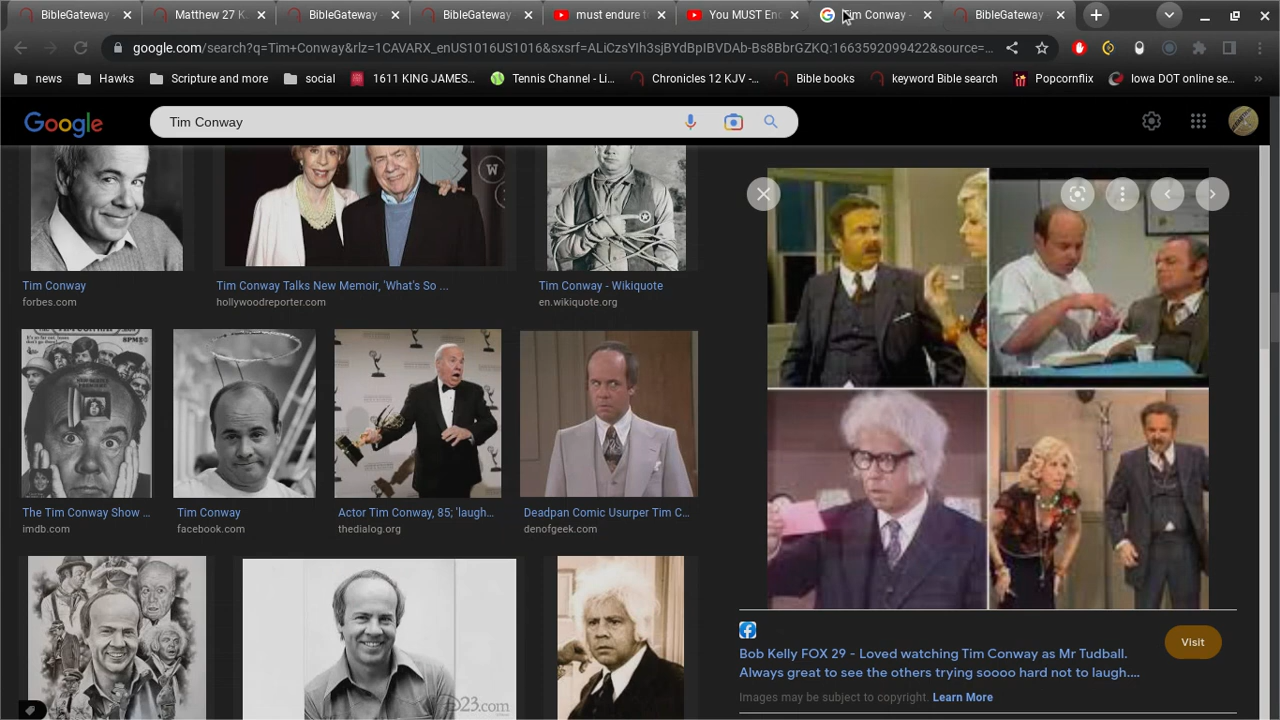 BibleGateway
Matthew 27 K
BibleGateway
BibleGateway
must endure t
You MUST En
Tim Conway -
BibleGateway
google.com/search?q=Tim+Conway&rlz=1CAVARX_enUS1016US1016&sxsrf=ALiCzsYIh3sjBYdBpIBVDAb-Bs8BbrGZKQ:1663592099422&source=...
news
Hawks
Scripture and more
social
1611 KING JAMES...
Tennis Channel - Li...
Chronicles 12 KJV -...
Bible books
keyword Bible search
Popcornflix
Iowa DOT online se...
»
Google
Tim Conway
W
Tim Conway
forbes.com
Tim Conway Talks New Memoir, 'What's So ...
hollywoodreporter.com
Tim Conway - Wikiquote
en.wikiquote.org
8PM
The Tim Conway Show ...
imdb.com
Tim Conway
facebook.com
Actor Tim Conway, 85; 'laugh...
thedialog.org
Deadpan Comic Usurper Tim C...
denofgeek.com
D23.com
Bob Kelly FOX 29 - Loved watching Tim Conway as Mr Tudball.
Always great to see the others trying soooo hard not to laugh....
Visit
Images may be subject to copyright. Learn More